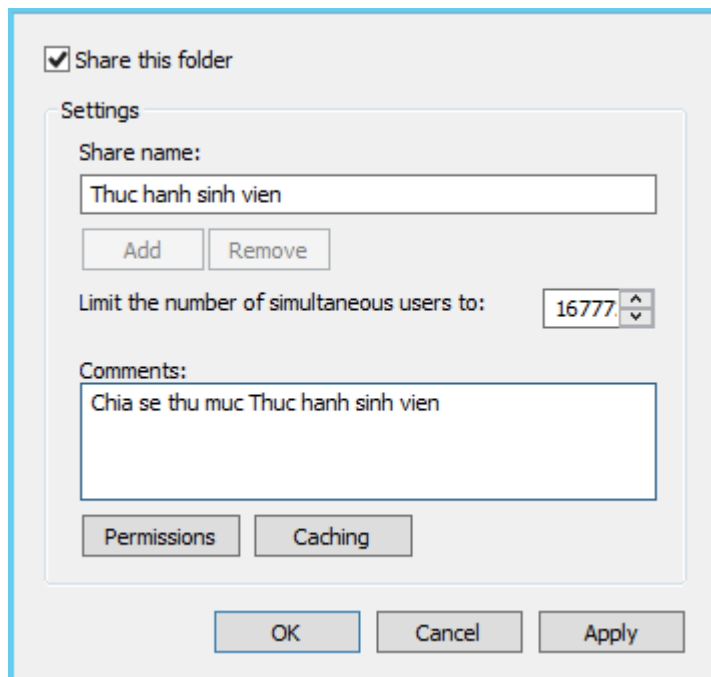 Share this folder
Settings
Share name:
Thuc hanh sinh vien
Add Remove
Limit the number of simultaneous users to: 16777
Comments:
Chia se thu muc Thuc hanh sinh vien
Permissions Caching
OK Cancel Apply